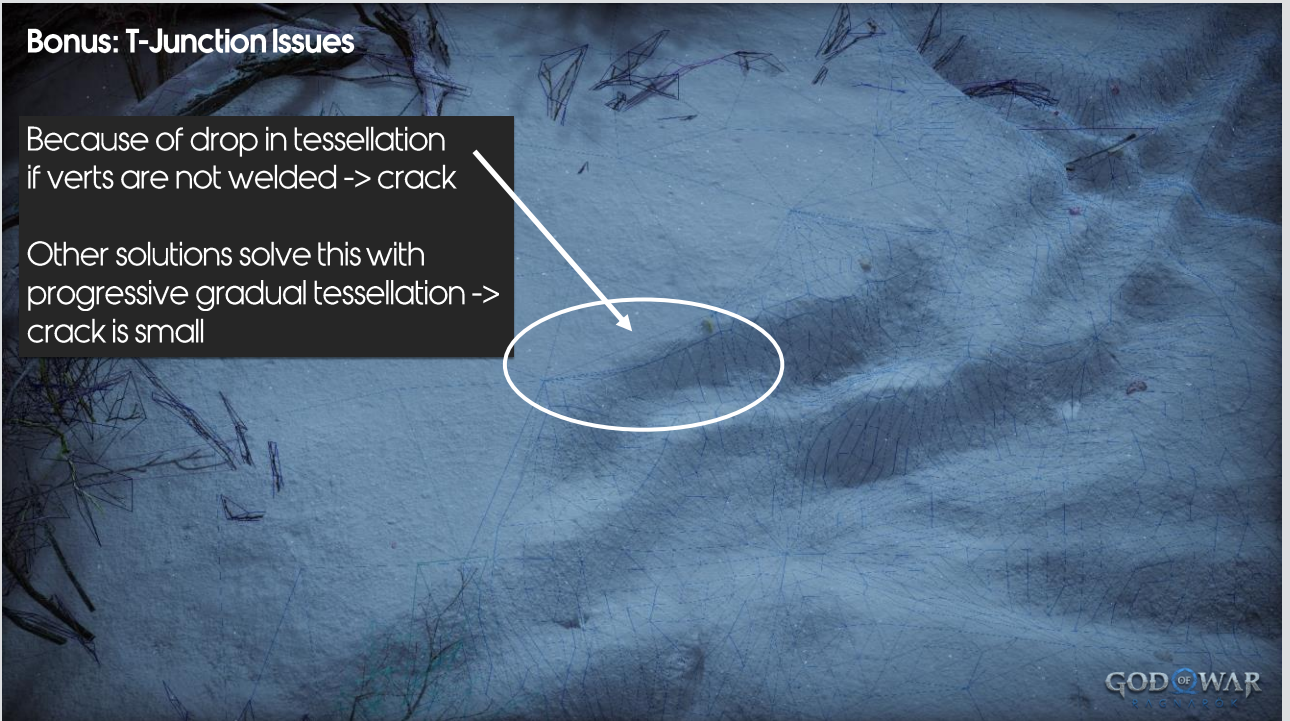 Bonus: T-Junction Issues
Because of drop in tessellation
if verts are not welded -> crack
Other solutions solve this with
progressive gradual tessellation ->
crack is small
GOD OF WAR
RAGNARÖK